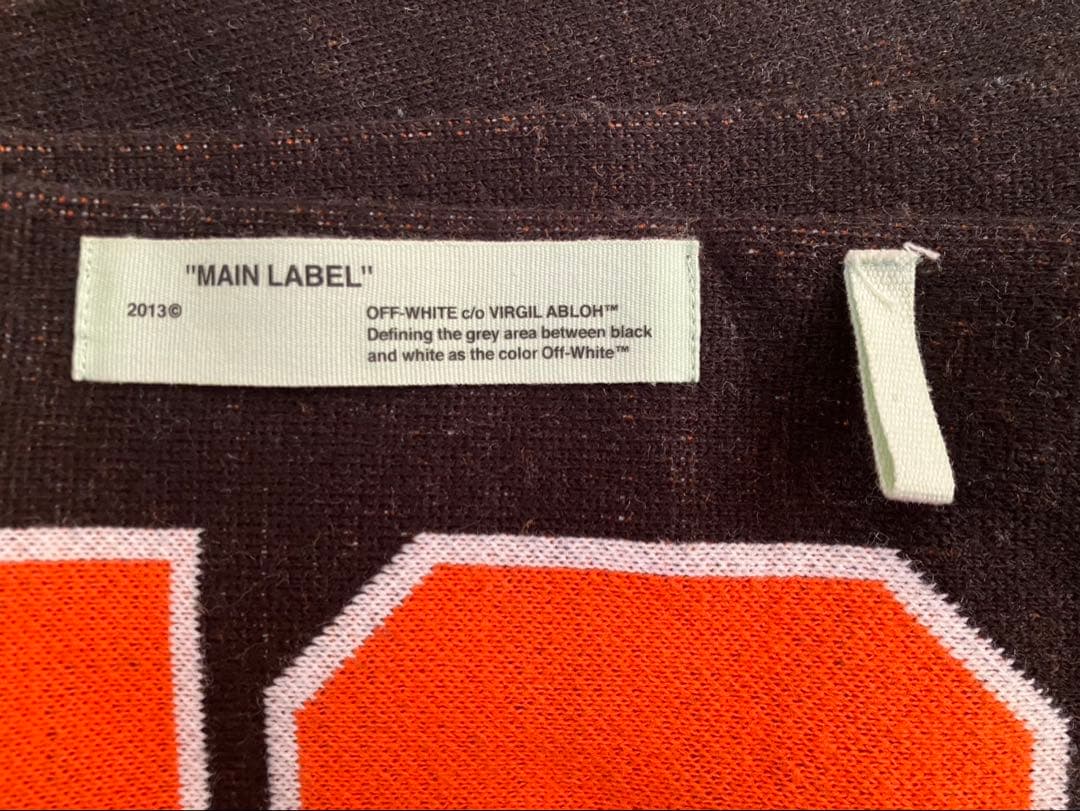 "MAIN LABEL"
2013© OFF-WHITE c/o VIRGIL ABLOH™
Defining the grey area between black
and white as the color Off-White™